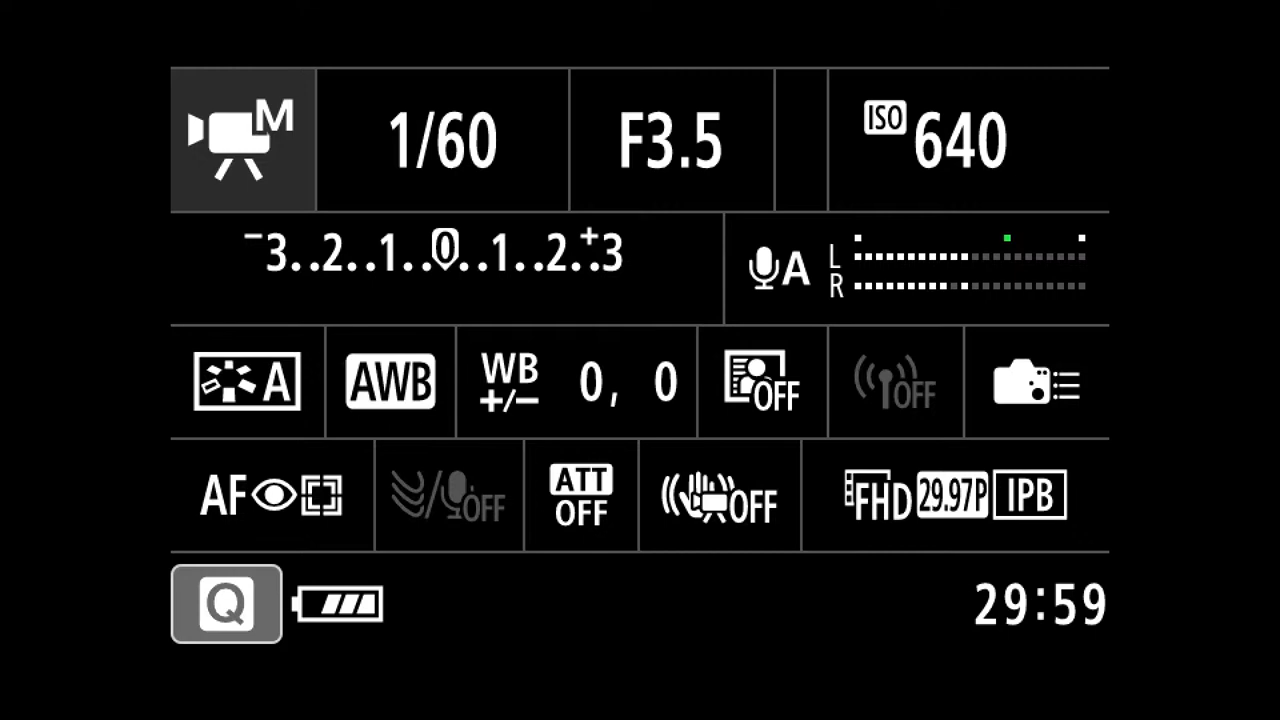 M 1/60 F3.5 ISO 640
-3..2..1..0..1..2..+3 A L
R
A AWB WB +/- 0, 0 OFF OFF
AF / OFF ATT OFF OFF FHD 29.97P IPB
Q 29:59